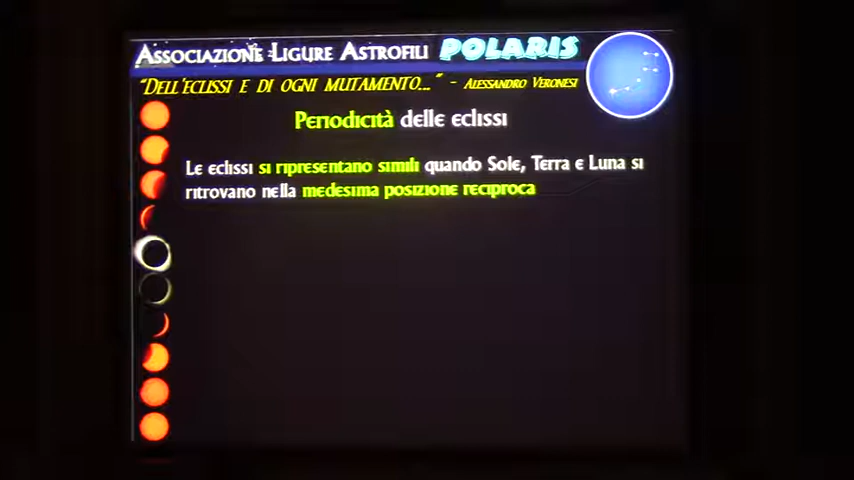 ASSOCIAZIONE LIGURE ASTROFILI POLARIS
"DELL'ECLISSI E DI OGNI MUTAMENTO..." - ALESSANDRO VERONESI
Periodicità delle eclissi
Le eclissi si ripresentano simili quando Sole, Terra e Luna si
ritrovano nella medesima posizione reciproca